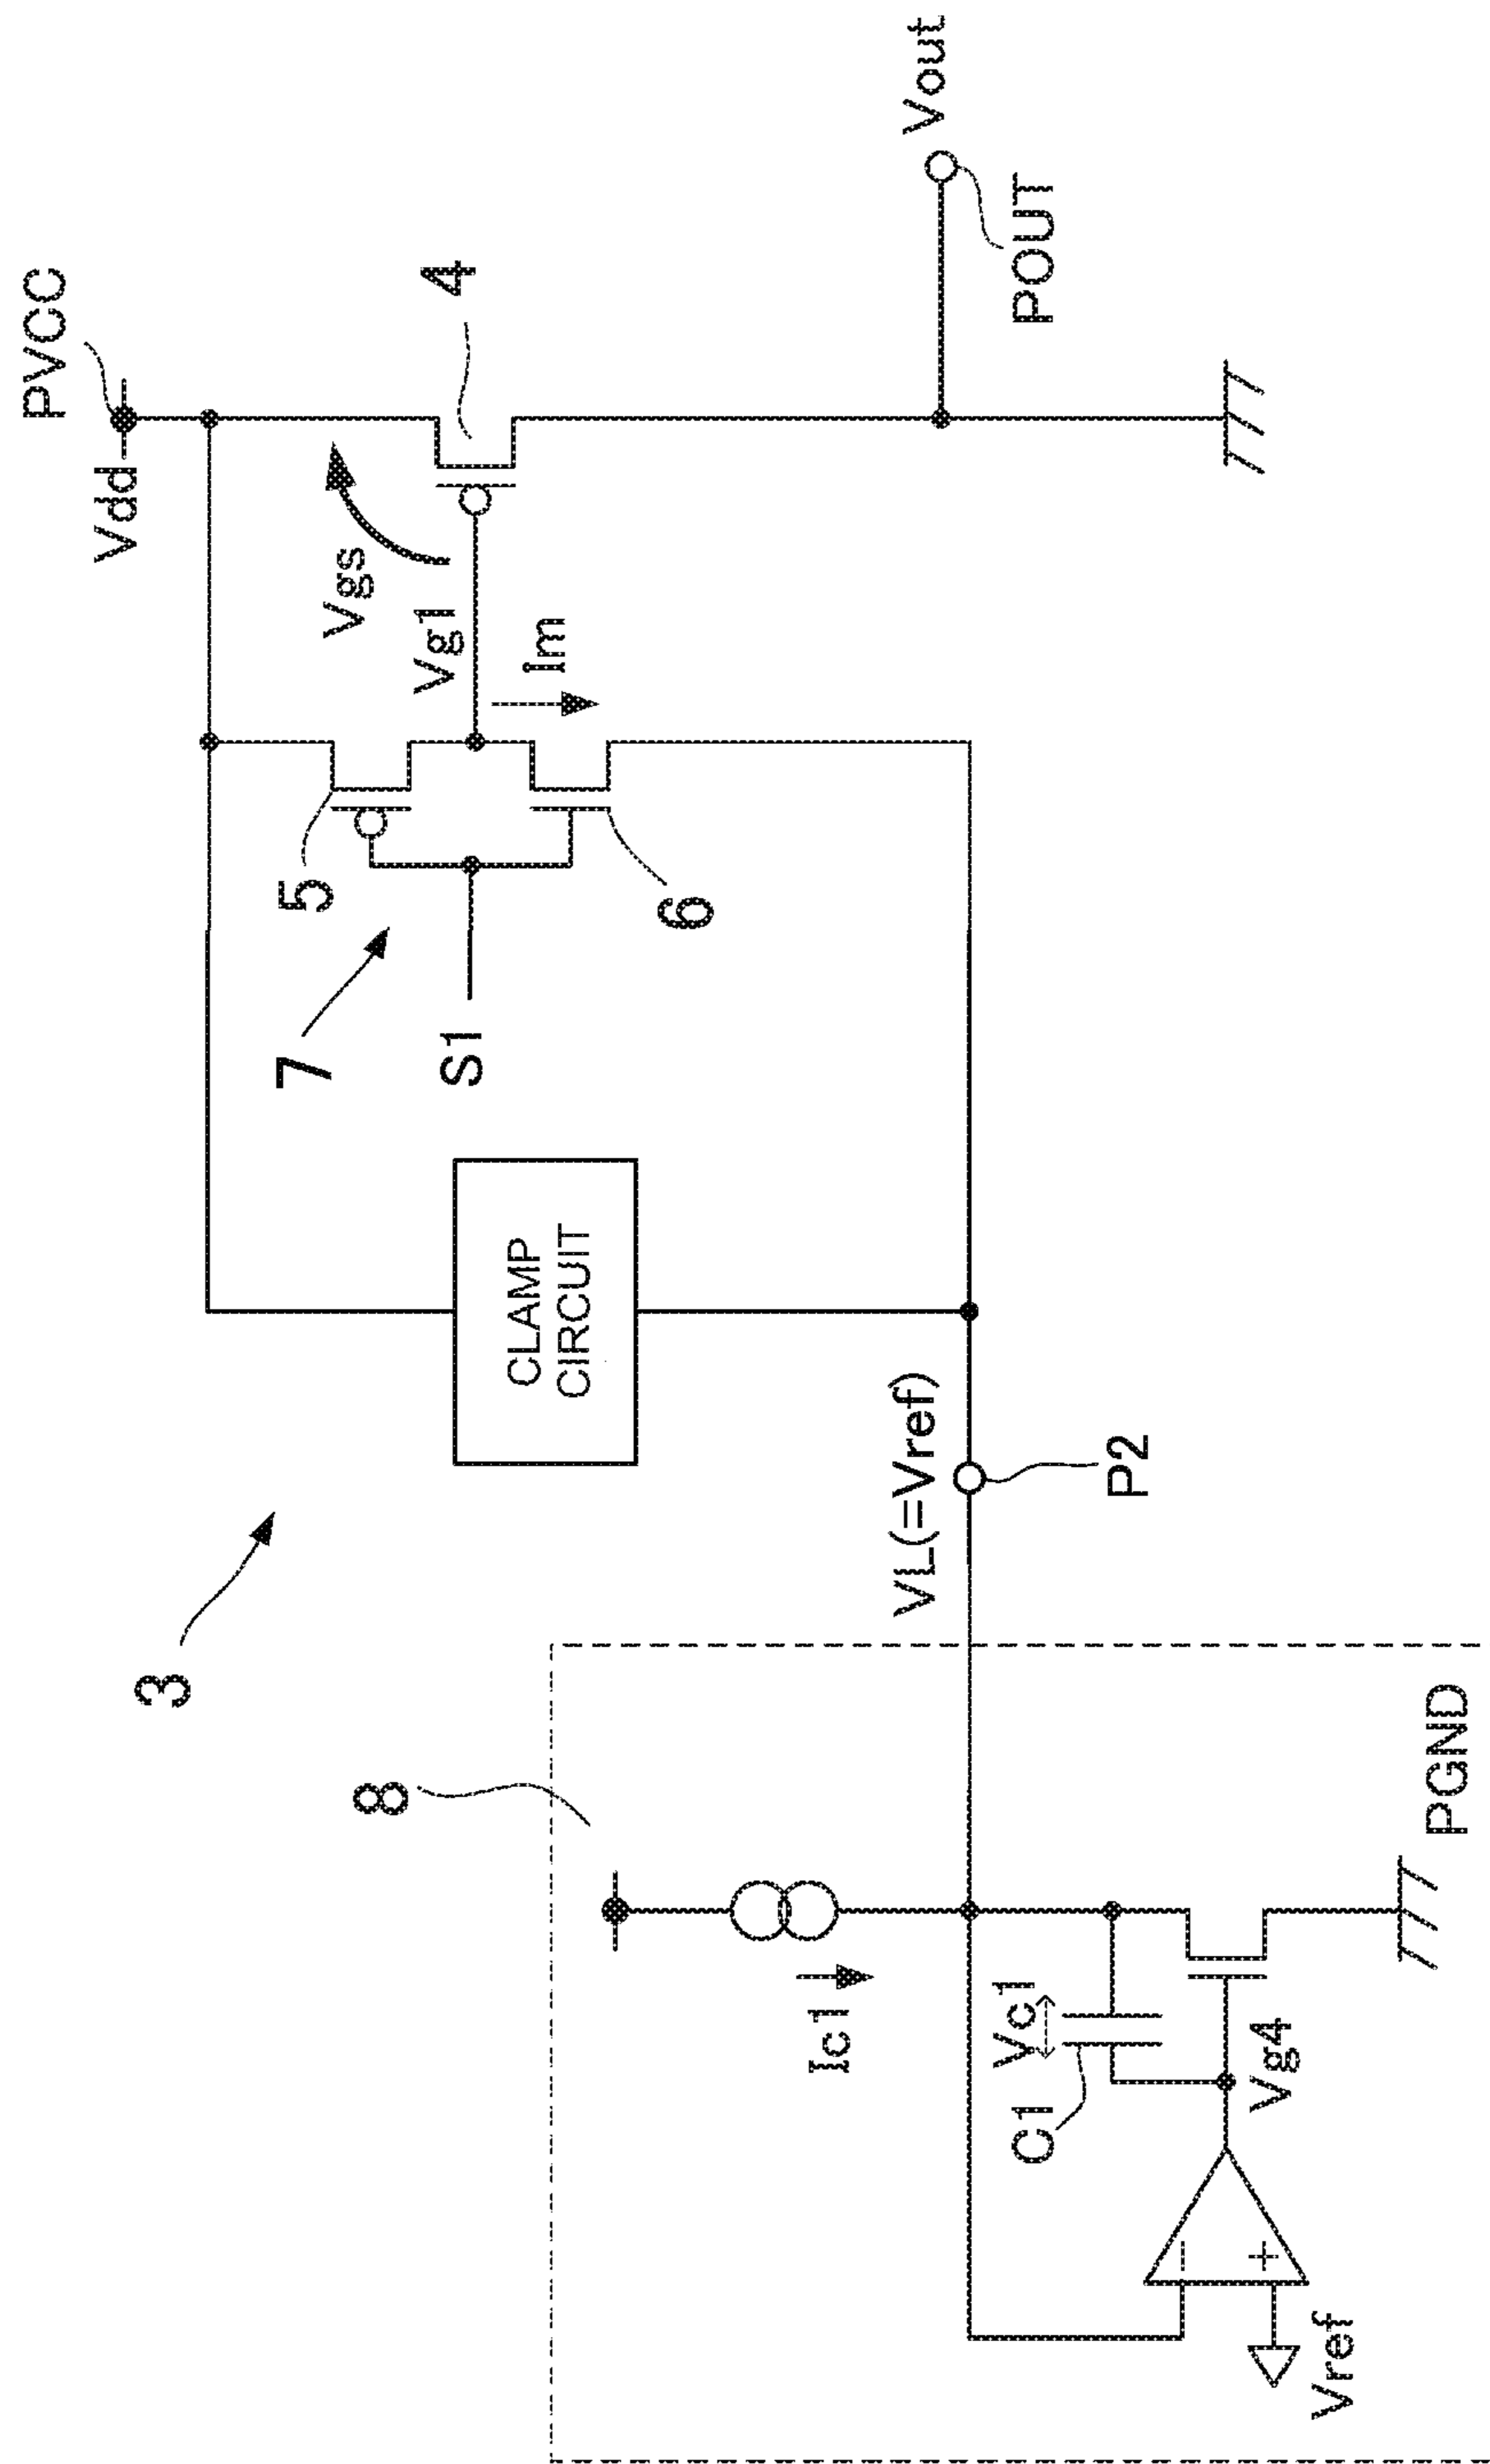 PVCC
Vdd
Vgs
4
Vg1
Im
Vout
POUT
5
6
7
S1
CLAMP
CIRCUIT
3
VL(=Vref)
P2
8
Ic1
Vc1
C1
Vg4
PGND
−
+
Vref